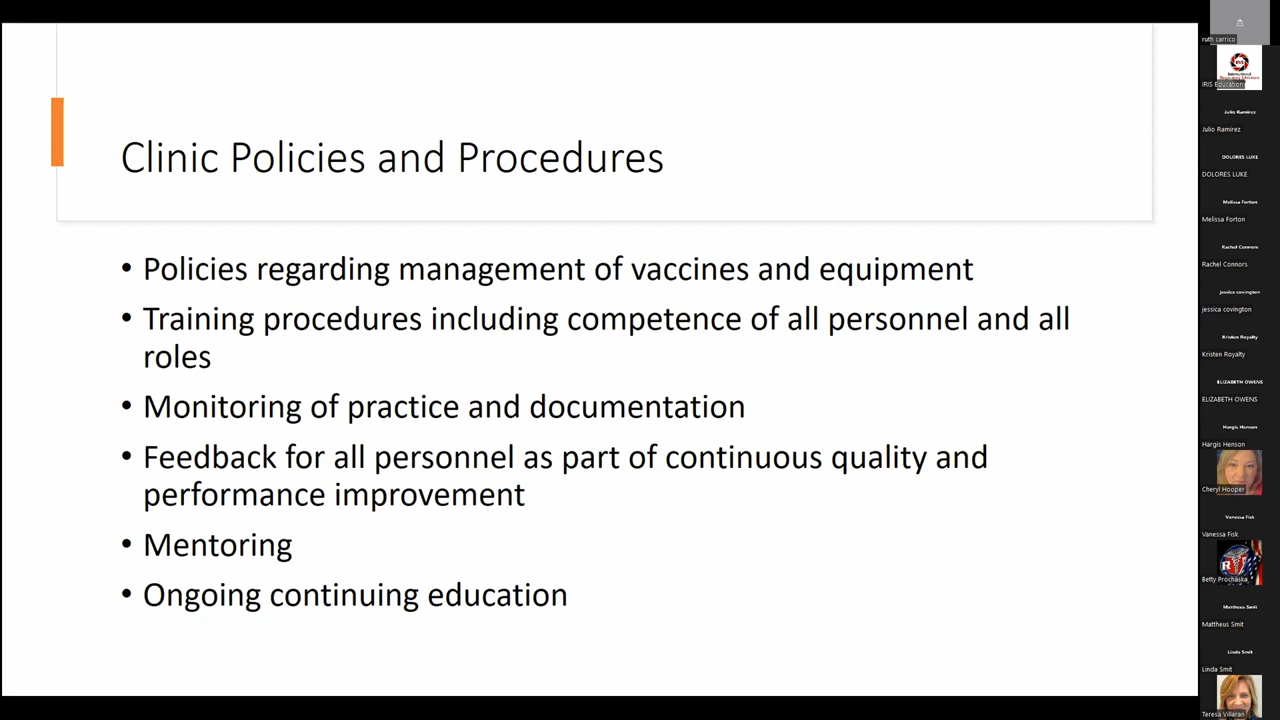 Clinic Policies and Procedures
• Policies regarding management of vaccines and equipment
• Training procedures including competence of all personnel and all
roles
• Monitoring of practice and documentation
• Feedback for all personnel as part of continuous quality and
performance improvement
• Mentoring
• Ongoing continuing education
ruth carrico
IRIS
International
IRIS Education
Julio Ramirez
Julio Ramirez
DOLORES LUKE
DOLORES LUKE
Melissa Forton
Melissa Forton
Rachel Connors
Rachel Connors
jessica covington
jessica covington
Kristen Royalty
Kristen Royalty
ELIZABETH OWENS
ELIZABETH OWENS
Hargis Henson
Hargis Henson
Cheryl Hooper
Vanessa Fisk
Vanessa Fisk
Betty Prochaska
Mattheus Smit
Mattheus Smit
Linda Smit
Linda Smit
Teresa Villaran